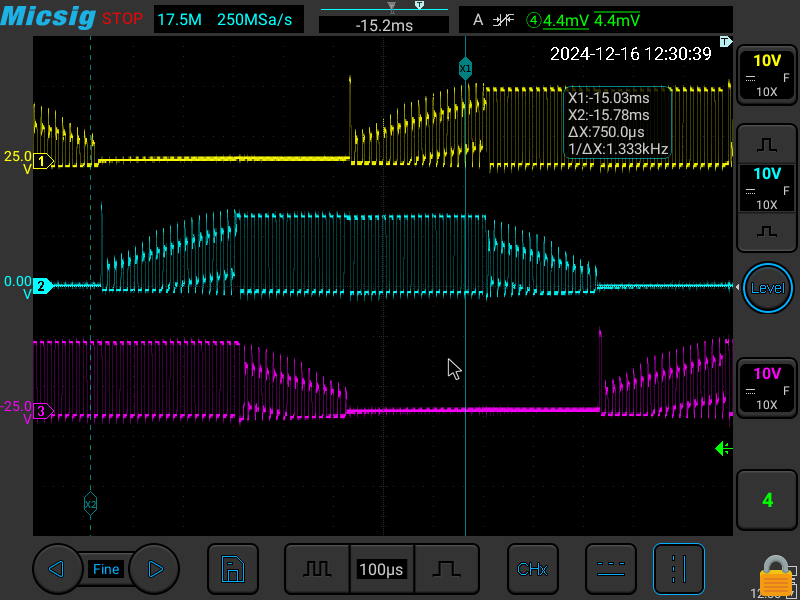 Micsig STOP 17.5M 250MSa/s -15.2ms A 4 4.4mV 4.4mV
T
2024-12-16 12:30:39
10V
F
10X
X1
X1:-15.03ms
X2:-15.78ms
ΔX:750.0μs
1/ΔX:1.333kHz
25.0
V
1
10V
F
10X
0.00
V
2
Level
10V
F
10X
-25.0
V
3
X2
4
Fine
100μs
CHx